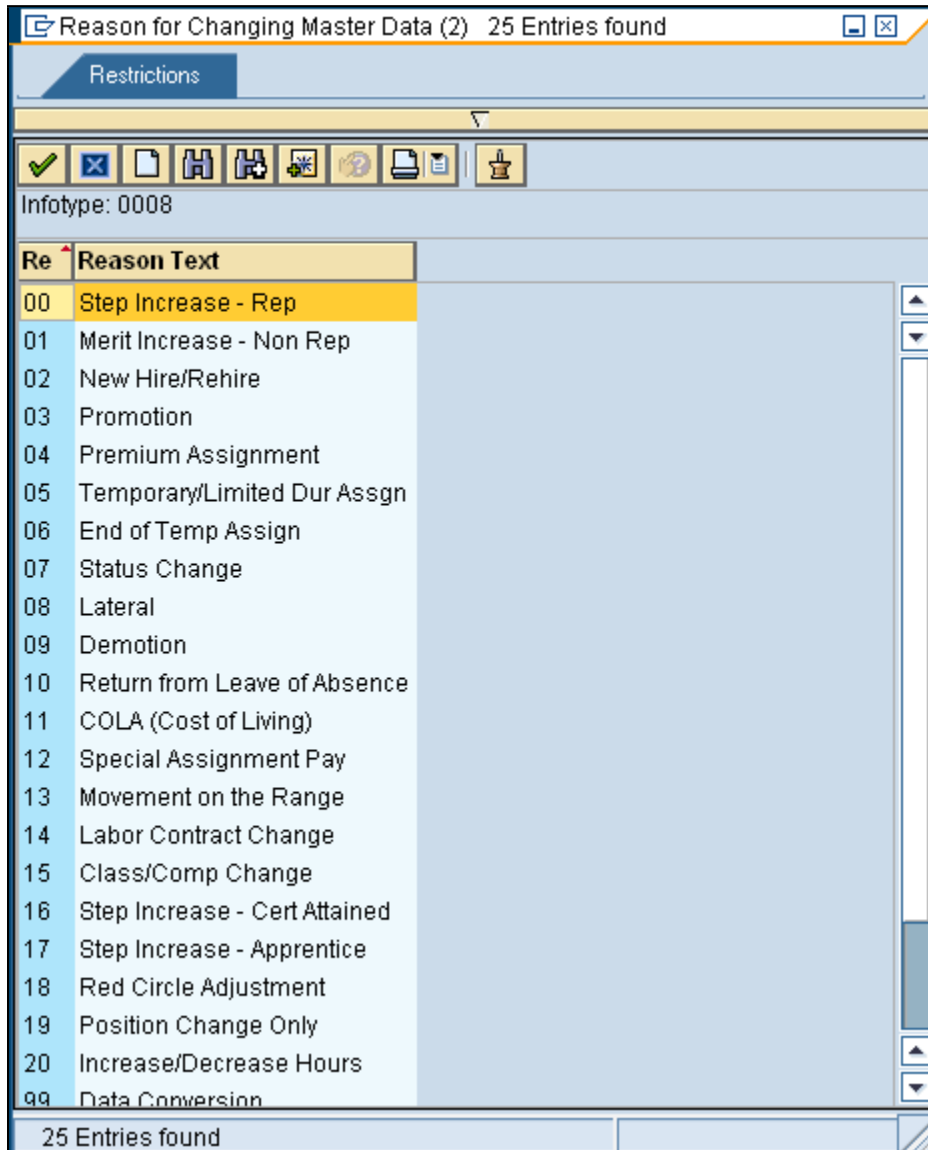 Reason for Changing Master Data (2) 25 Entries found
Restrictions
Infotype: 0008
Re Reason Text
00 Step Increase - Rep
01 Merit Increase - Non Rep
02 New Hire/Rehire
03 Promotion
04 Premium Assignment
05 Temporary/Limited Dur Assgn
06 End of Temp Assign
07 Status Change
08 Lateral
09 Demotion
10 Return from Leave of Absence
11 COLA (Cost of Living)
12 Special Assignment Pay
13 Movement on the Range
14 Labor Contract Change
15 Class/Comp Change
16 Step Increase - Cert Attained
17 Step Increase - Apprentice
18 Red Circle Adjustment
19 Position Change Only
20 Increase/Decrease Hours
99 Data Conversion
25 Entries found